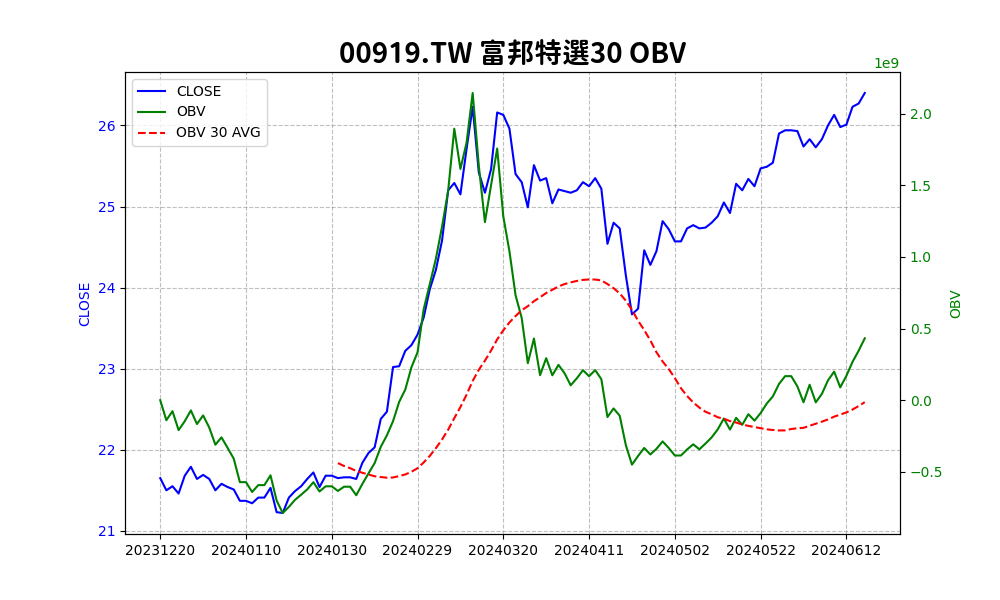 00919.TW 富邦特選30 OBV
1e9
CLOSE
OBV
OBV 30 AVG
26
25
24
23
22
21
CLOSE
2.0
1.5
1.0
0.5
0.0
−0.5
OBV
20231220 20240110 20240130 20240229 20240320 20240411 20240502 20240522 20240612